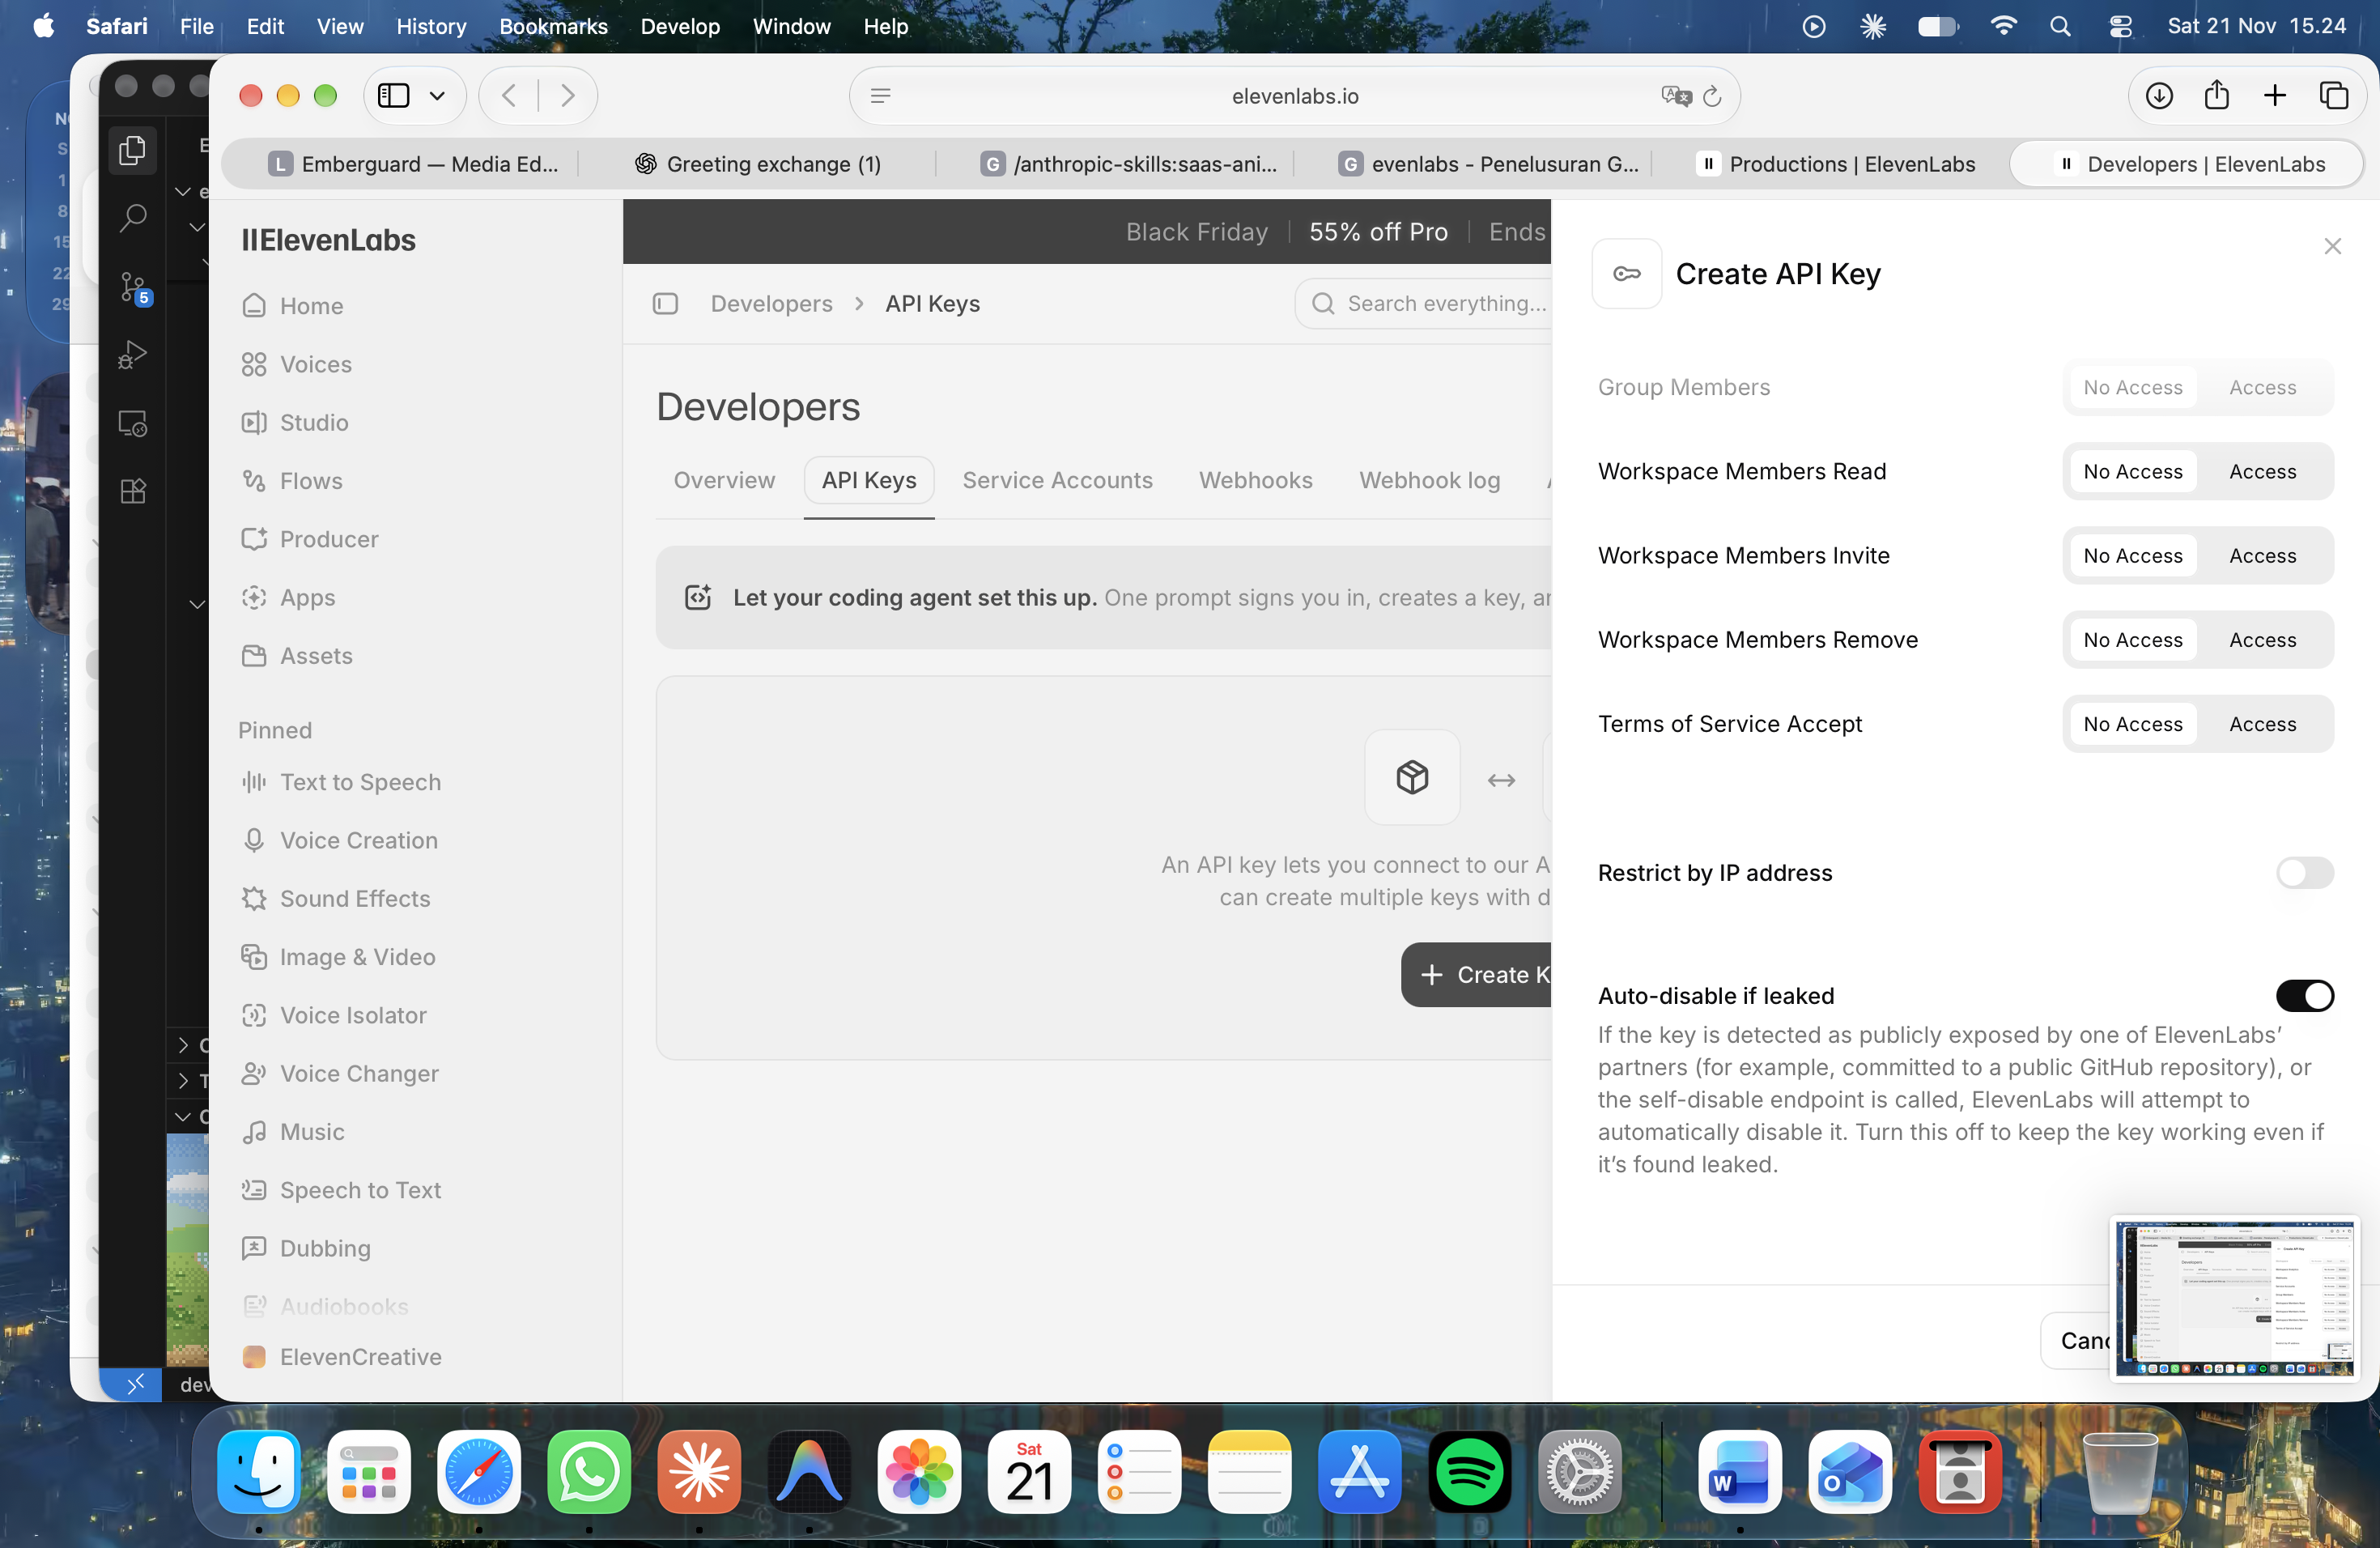 Safari File Edit View History Bookmarks Develop Window Help
Sat 21 Nov 15.24
elevenlabs.io
Emberguard — Media Ed...
Greeting exchange (1)
/anthropic-skills:saas-ani...
evenlabs - Penelusuran G...
Productions | ElevenLabs
Developers | ElevenLabs
IIElevenLabs
Home
Voices
Studio
Flows
Producer
Apps
Assets
Pinned
Text to Speech
Voice Creation
Sound Effects
Image & Video
Voice Isolator
Voice Changer
Music
Speech to Text
Dubbing
Audiobooks
ElevenCreative
Black Friday | 55% off Pro | Ends
Developers > API Keys
Search everything...
Developers
Overview API Keys Service Accounts Webhooks Webhook log
Let your coding agent set this up. One prompt signs you in, creates a key,
An API key lets you connect to our
can create multiple keys with
+ Create
Create API Key
Group Members No Access Access
Workspace Members Read No Access Access
Workspace Members Invite No Access Access
Workspace Members Remove No Access Access
Terms of Service Accept No Access Access
Restrict by IP address
Auto-disable if leaked
If the key is detected as publicly exposed by one of ElevenLabs’
partners (for example, committed to a public GitHub repository), or
the self-disable endpoint is called, ElevenLabs will attempt to
automatically disable it. Turn this off to keep the key working even if
it’s found leaked.
Canc
5
S
1
8
15
22
29
dev
Sat
21
W
O